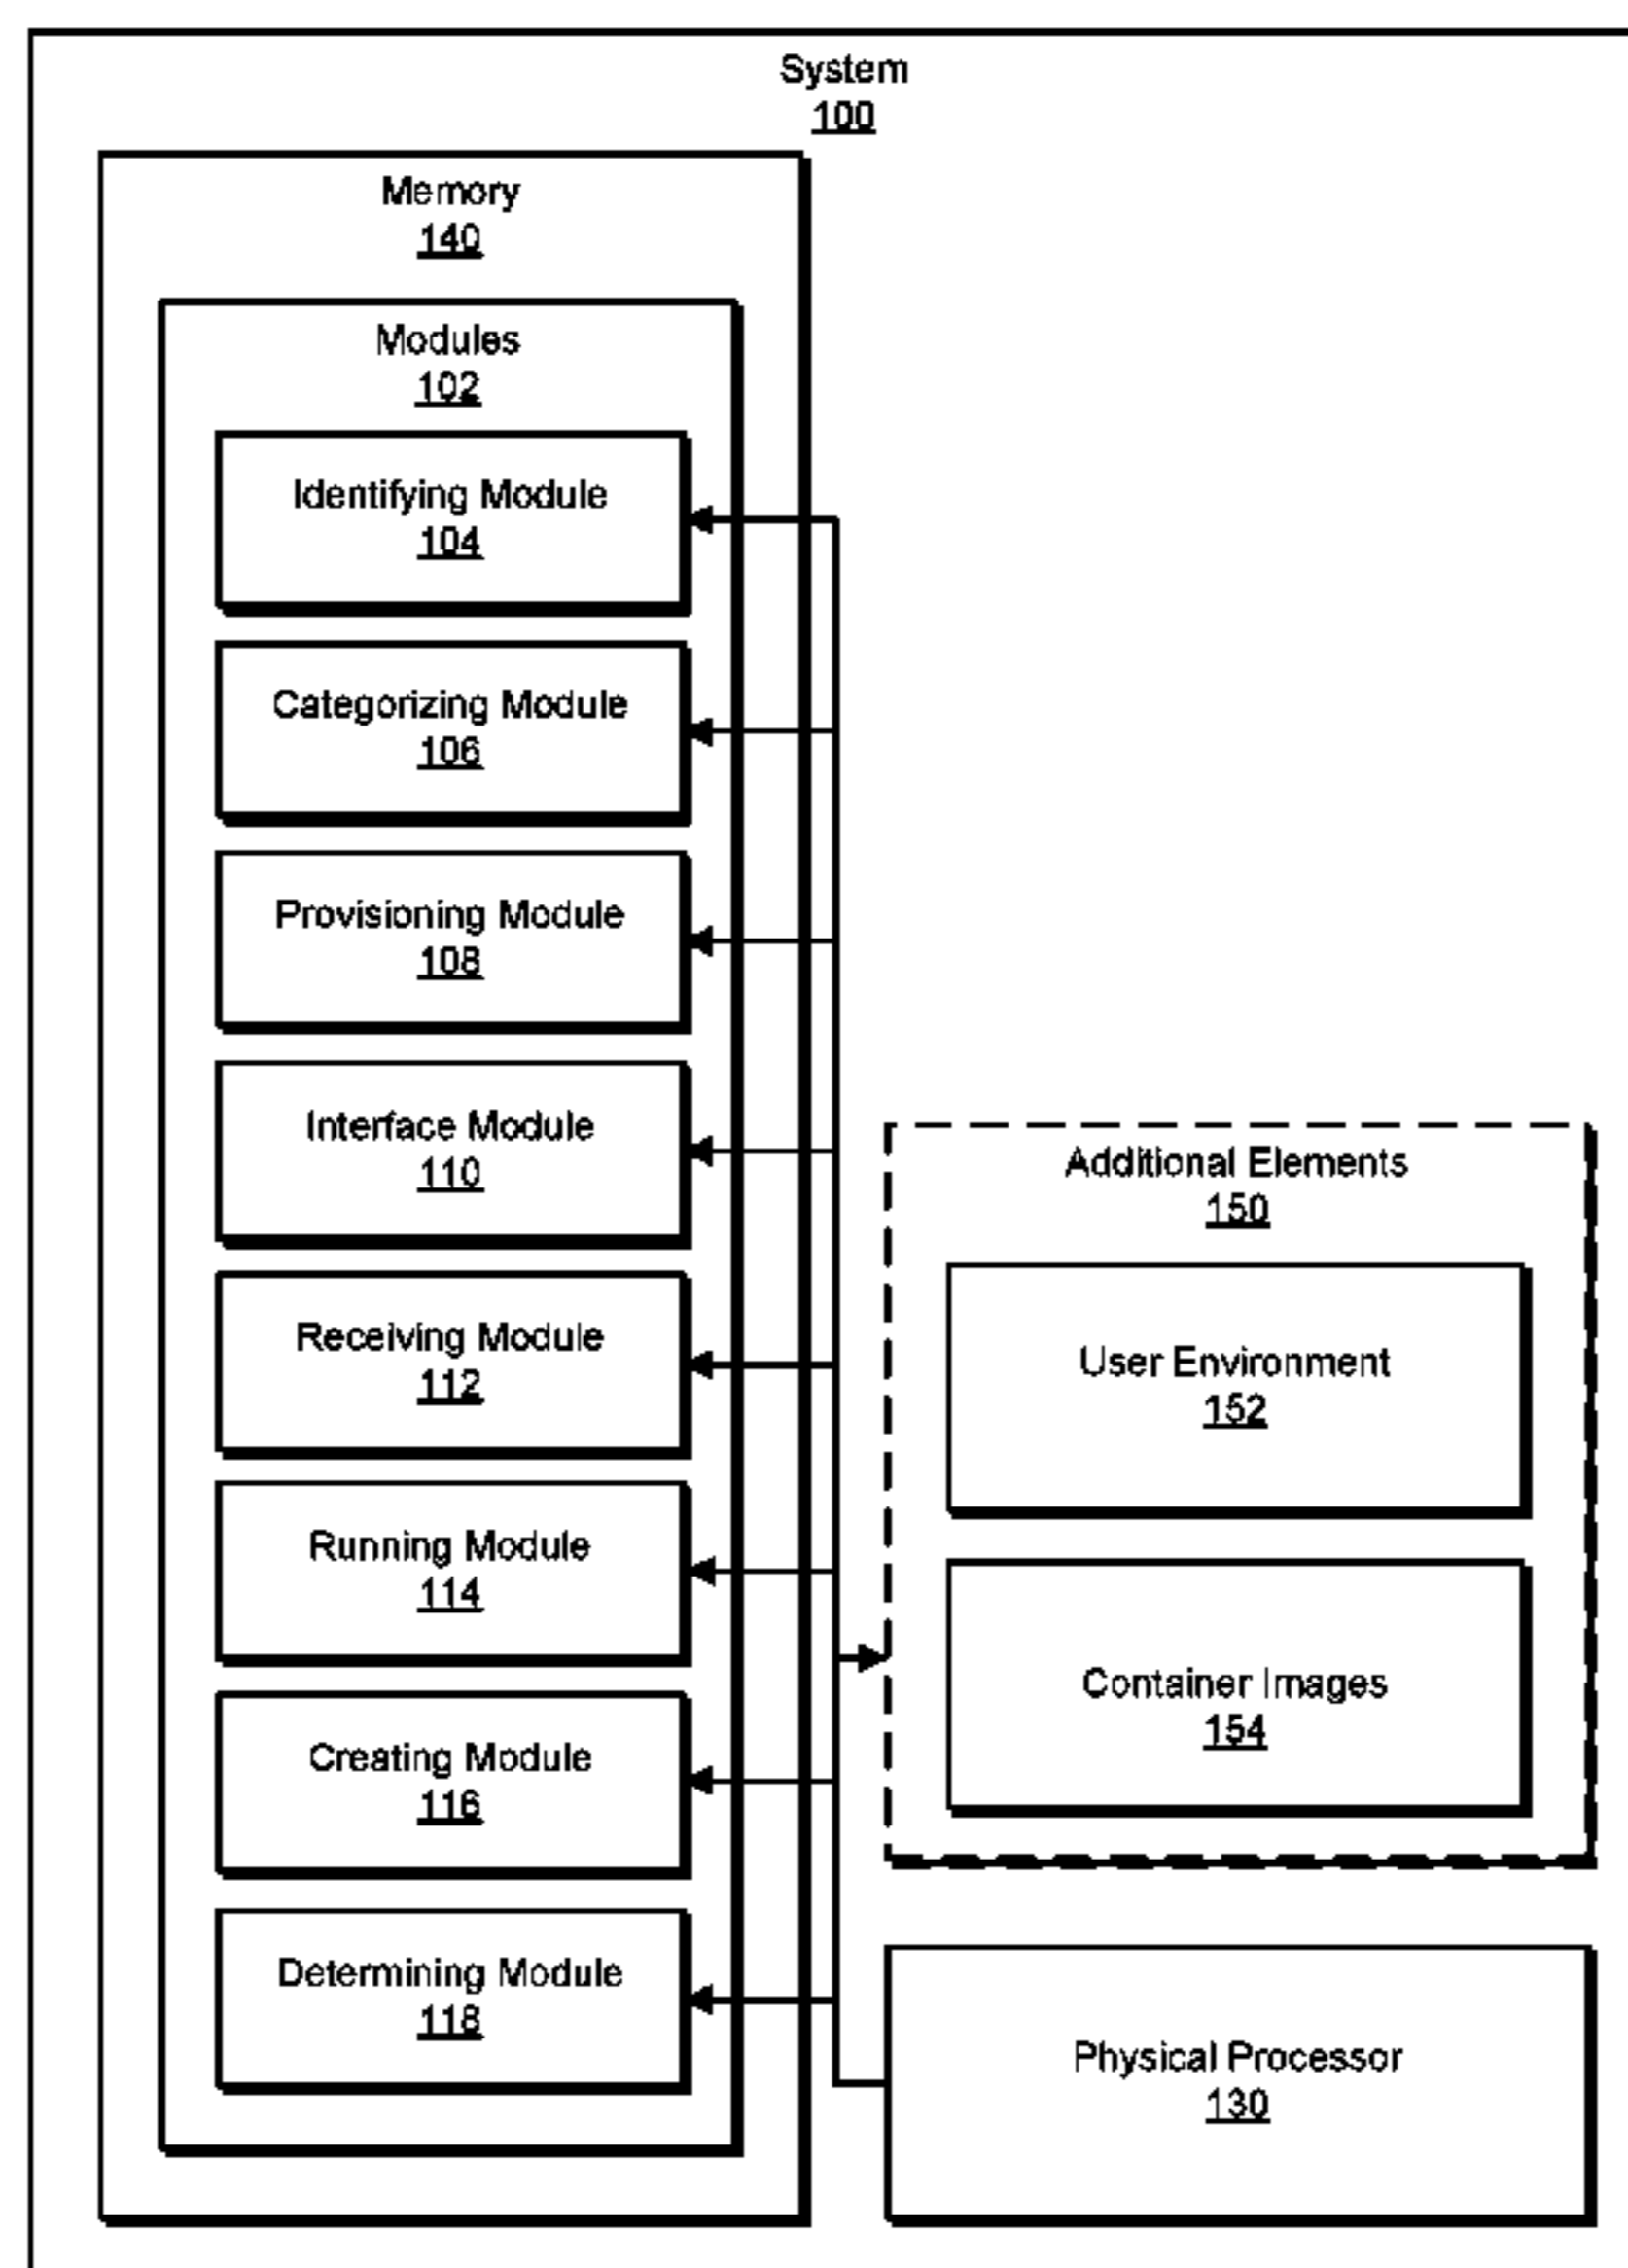 System
100
Memory
140
Modules
102
Identifying Module
104
Categorizing Module
106
Provisioning Module
108
Interface Module
110
Receiving Module
112
Running Module
114
Creating Module
116
Determining Module
118
Additional Elements
150
User Environment
152
Container Images
154
Physical Processor
130